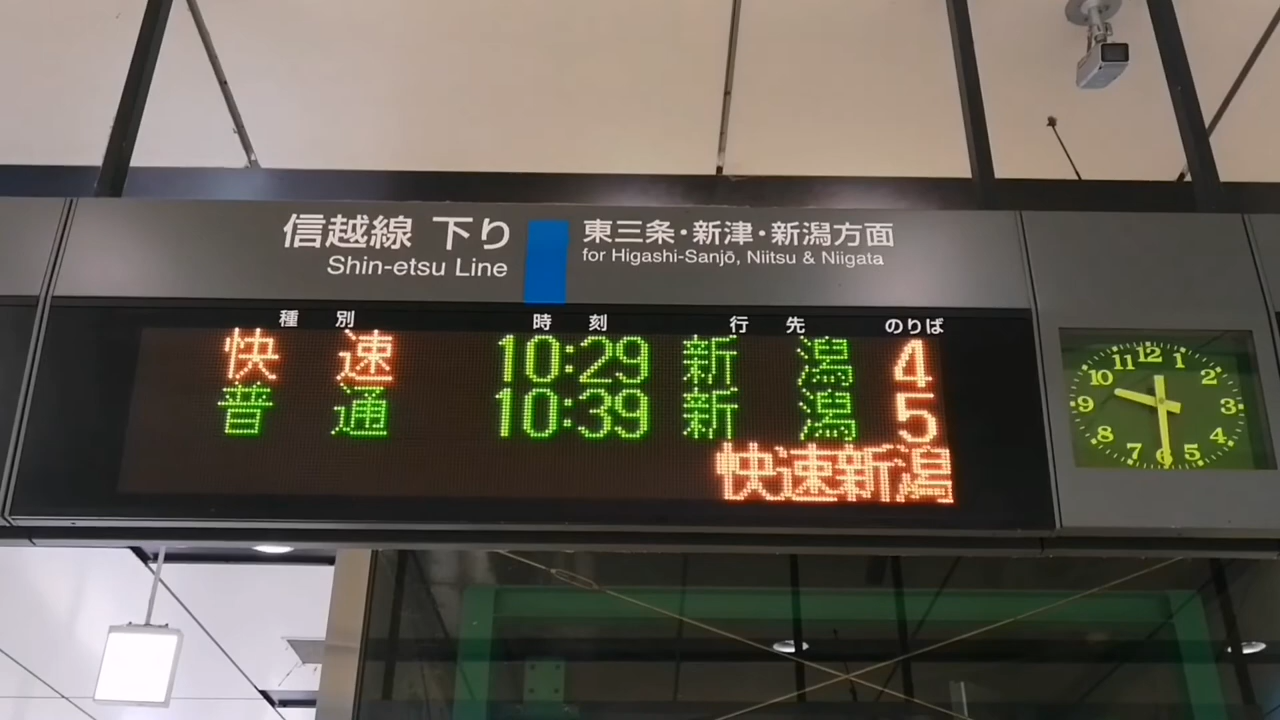 信越線 下り
Shin-etsu Line
東三条・新津・新潟方面
for Higashi-Sanjō, Niitsu & Niigata
種別 時刻 行先 のりば
快速 10:29 新潟 4
普通 10:39 新潟 5
快速新潟
12
1
2
3
4
5
6
7
8
9
10
11